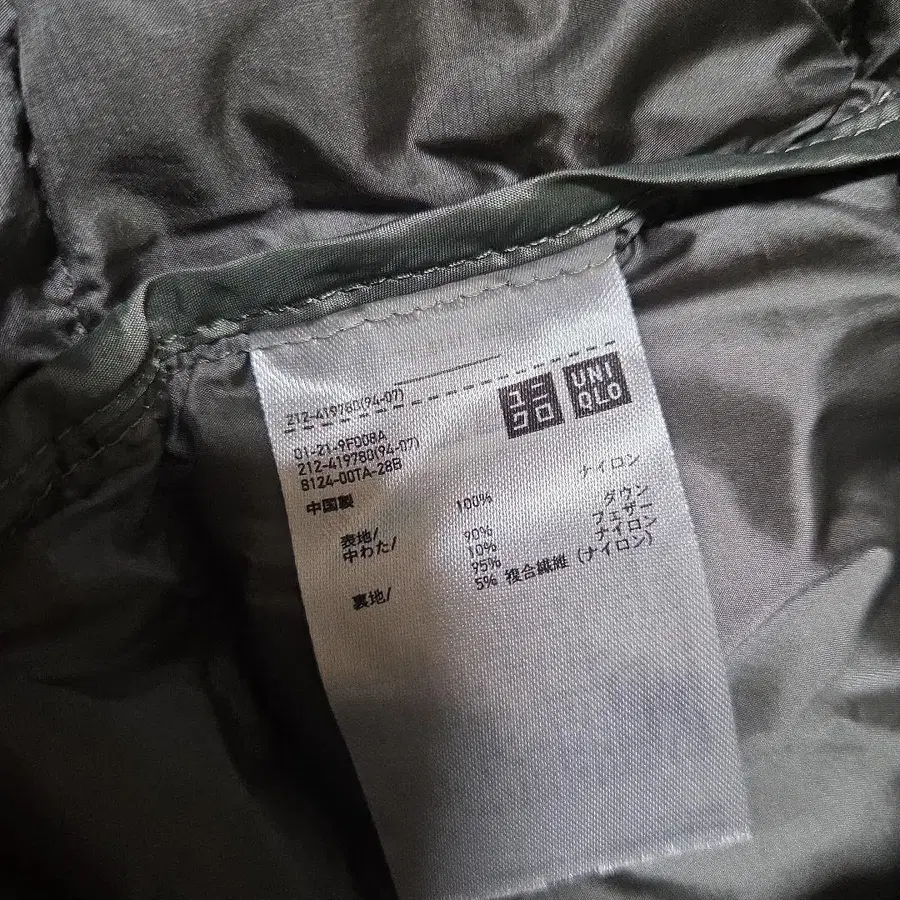 ユニクロ
UNIQLO
212-419780(94-07)
01-21-9F008A
212-419780(94-07)
8124-00TA-28B
中国製
表地/ 100% ナイロン
中わた/ 90% ダウン
10% フェザー
裏地/ 95% ナイロン
5% 複合繊維(ナイロン)